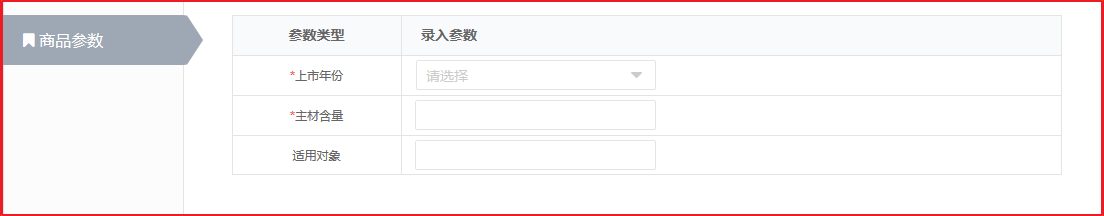 商品参数
参数类型 录入参数
*上市年份 请选择
*主材含量
适用对象